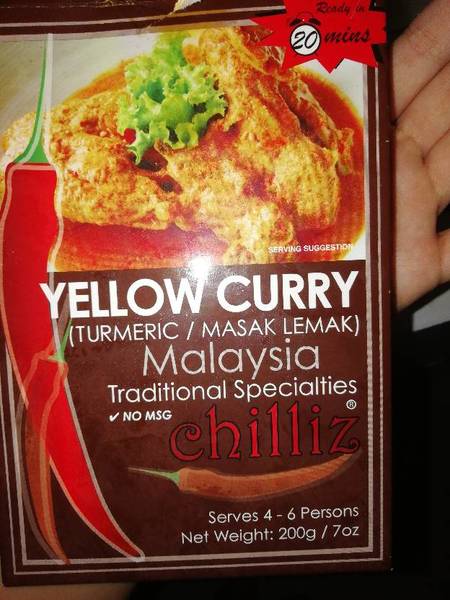 Ready in
20 mins
SERVING SUGGESTION
YELLOW CURRY
(TURMERIC / MASAK LEMAK)
Malaysia
Traditional Specialties
✔ NO MSG
chilliz®
Serves 4 - 6 Persons
Net Weight: 200g / 7oz